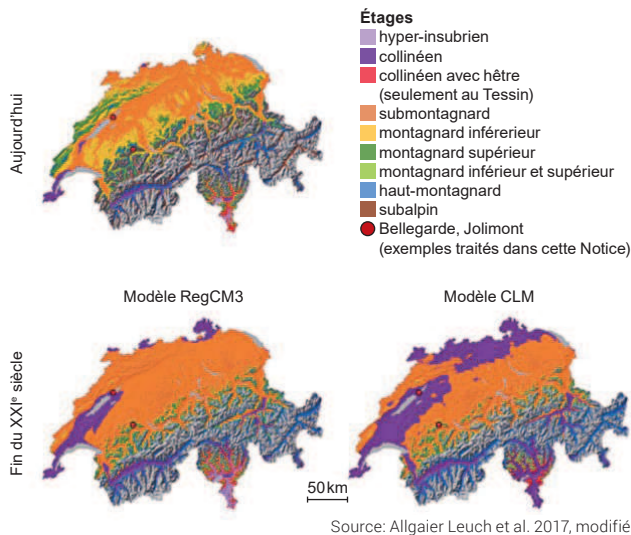 Étages
hyper-insubrien
collinéen
collinéen avec hêtre
(seulement au Tessin)
submontagnard
montagnard inférerieur
montagnard supérieur
montagnard inférieur et supérieur
haut-montagnard
subalpin
Bellegarde, Jolimont
(exemples traités dans cette Notice)
Aujourd'hui
Modèle RegCM3
Modèle CLM
Fin du XXIe siècle
50 km
Source: Allgaier Leuch et al. 2017, modifié